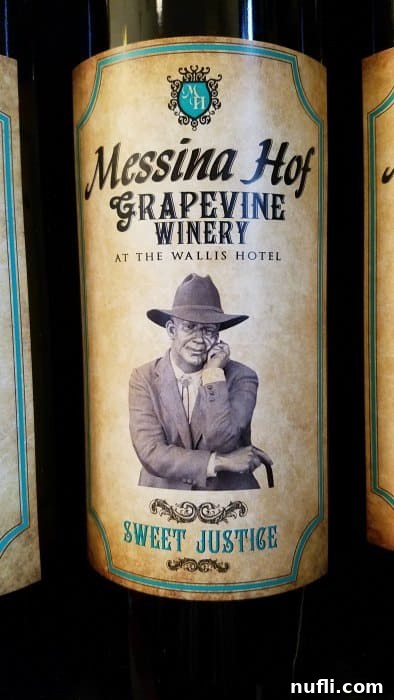 MH
Messina Hof
GRAPEVINE
WINERY
AT THE WALLIS HOTEL
SWEET JUSTICE
nufli.com